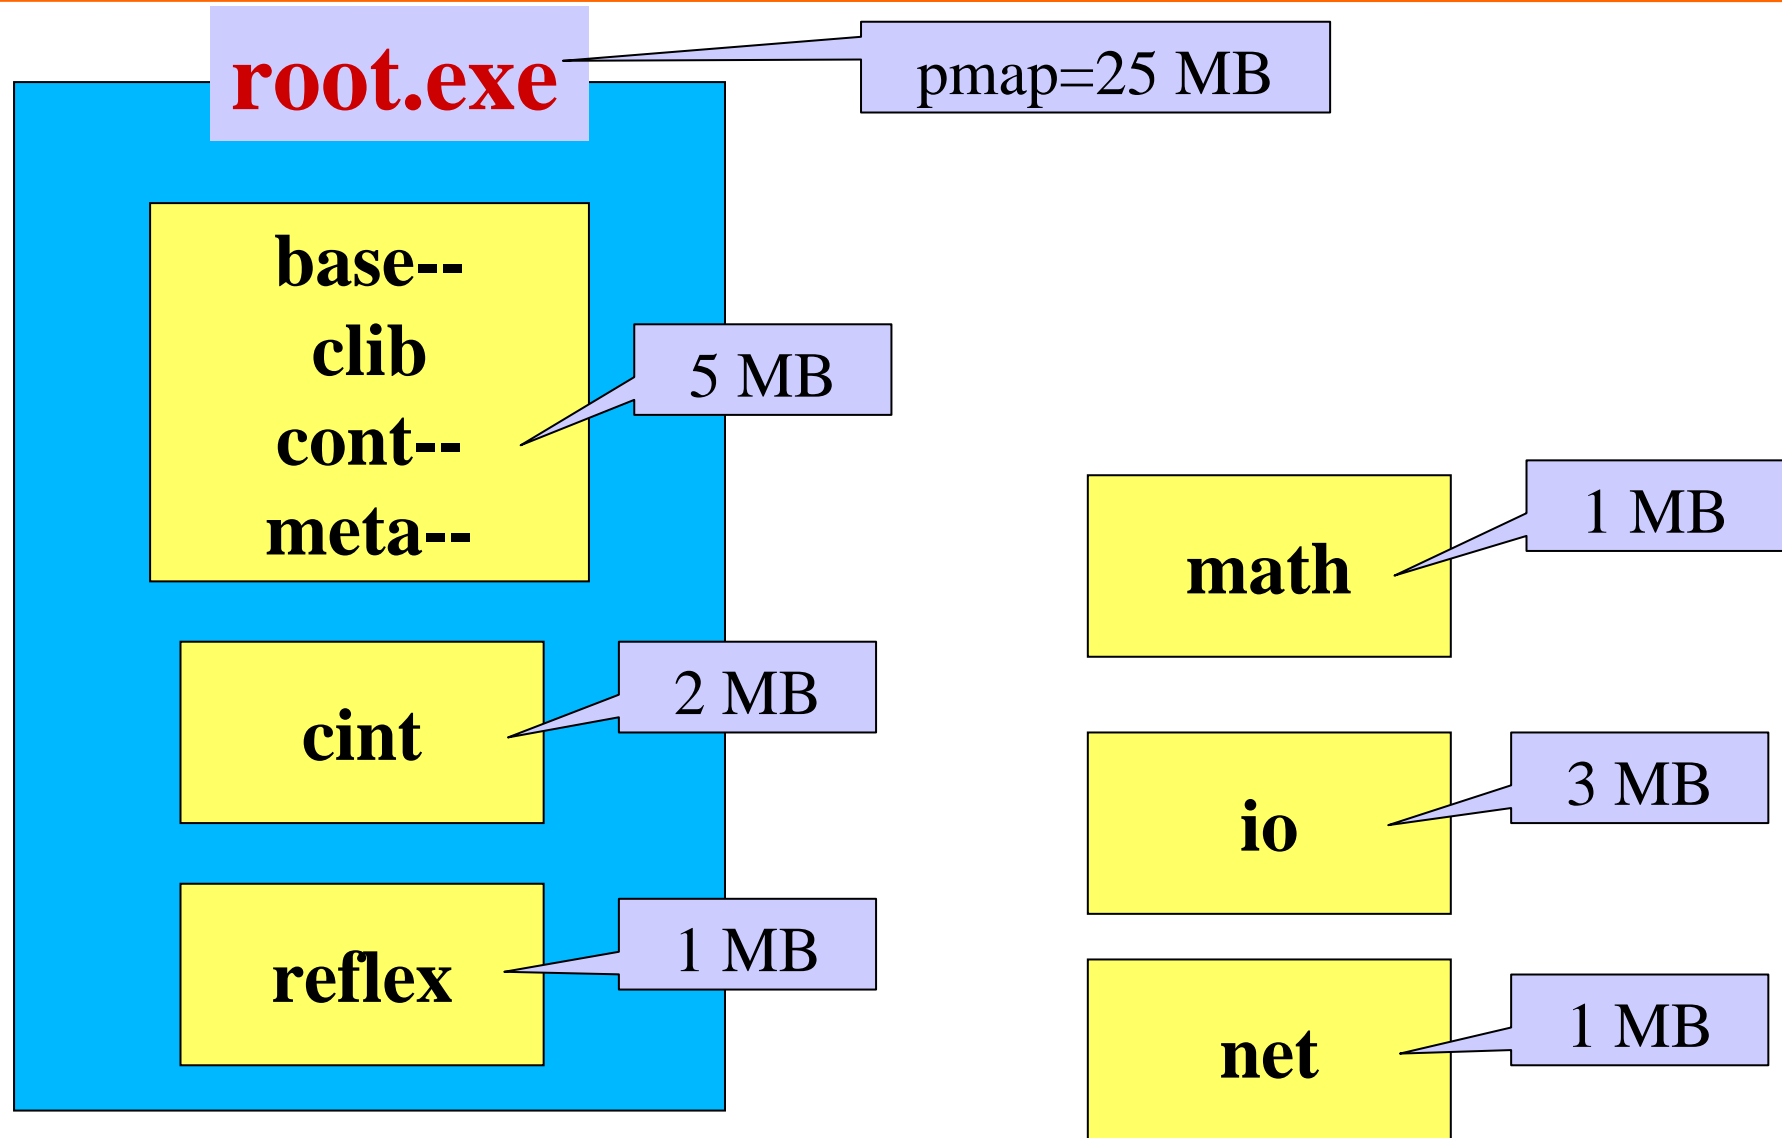 root.exe
pmap=25 MB
base--
clib
cont--
meta--
5 MB
cint
2 MB
reflex
1 MB
math
1 MB
io
3 MB
net
1 MB